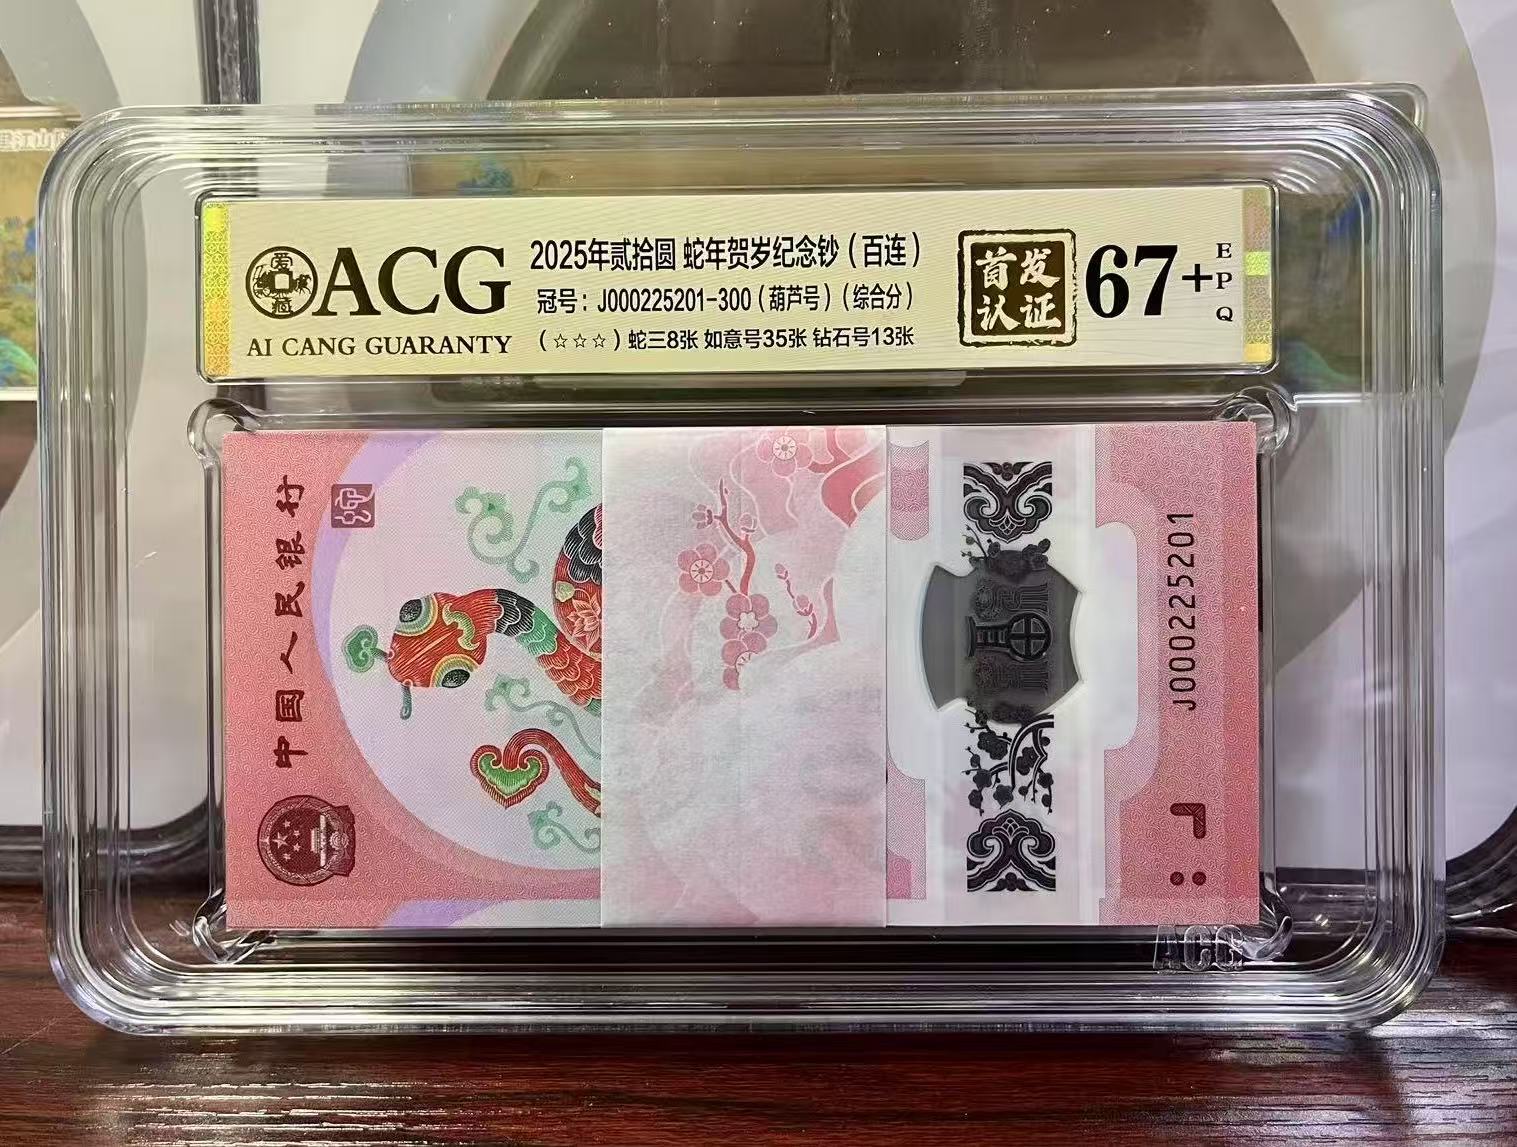 爱藏
ACG
AI CANG GUARANTY
2025年贰拾圆 蛇年贺岁纪念钞（百连）
冠号：J000225201-300（葫芦号）（综合分）
（☆☆☆）蛇三8张 如意号35张 钻石号13张
首发
认证
67+
EPQ
中国人民银行
J000225201
ACG